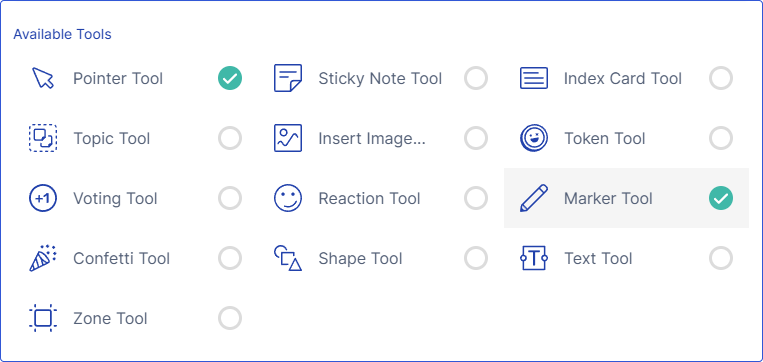 Available Tools
Pointer Tool
Sticky Note Tool
Index Card Tool
Topic Tool
Insert Image...
Token Tool
+1
Voting Tool
Reaction Tool
Marker Tool
Confetti Tool
Shape Tool
T
Text Tool
Zone Tool